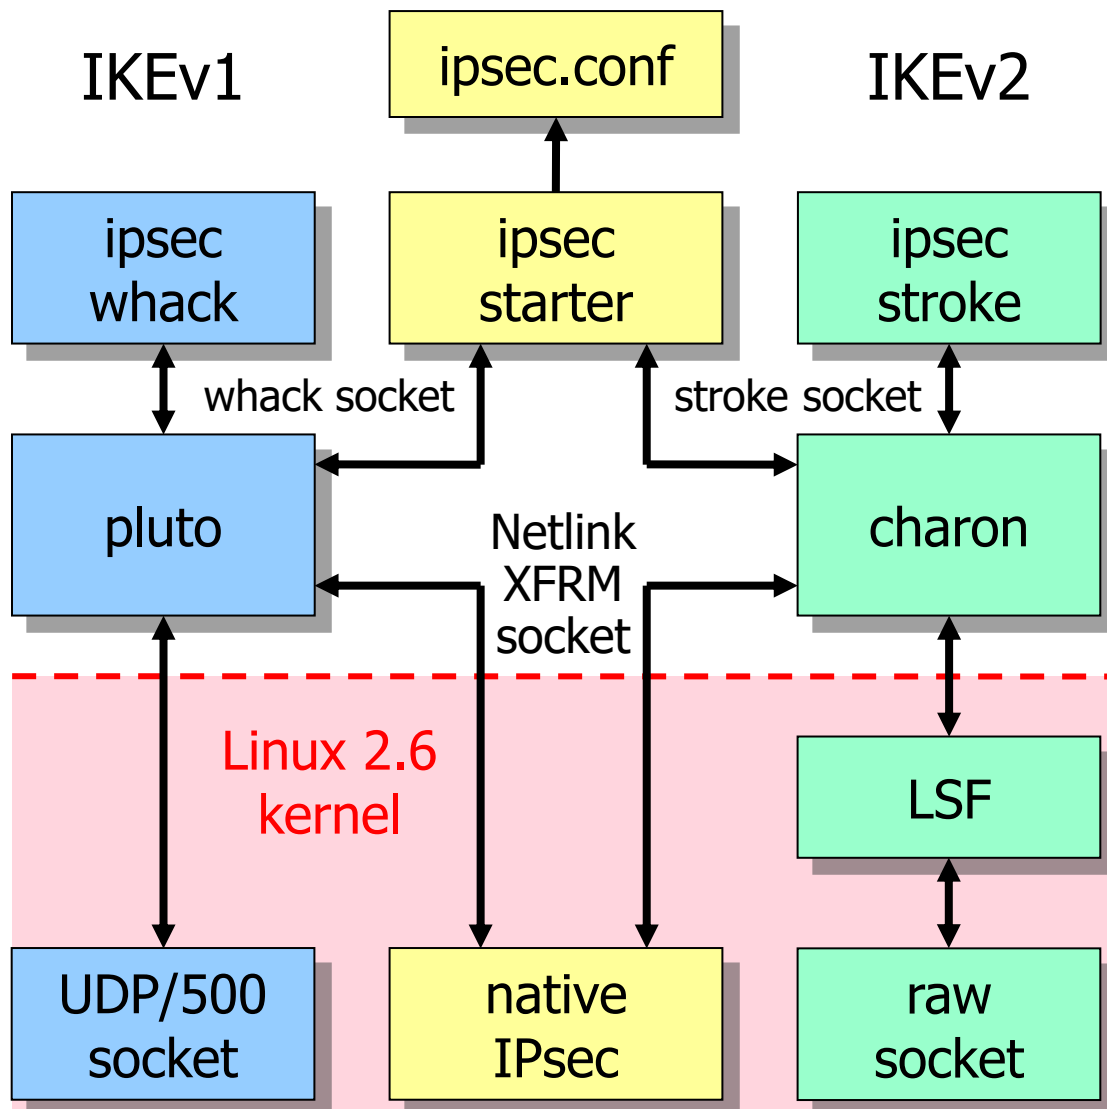 IKEv1
ipsec.conf
IKEv2
ipsec
whack
ipsec
starter
ipsec
stroke
whack socket
stroke socket
pluto
Netlink
XFRM
socket
charon
Linux 2.6
kernel
LSF
UDP/500
socket
native
IPsec
raw
socket